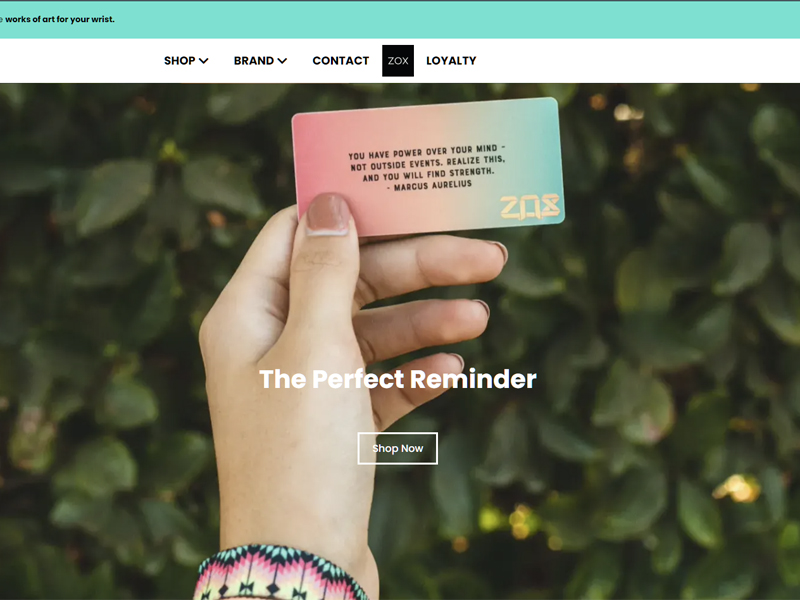 works of art for your wrist.
SHOP
BRAND
CONTACT
ZOX
LOYALTY
YOU HAVE POWER OVER YOUR MIND -
NOT OUTSIDE EVENTS. REALIZE THIS,
AND YOU WILL FIND STRENGTH.
- MARCUS AURELIUS
ZOX
The Perfect Reminder
Shop Now